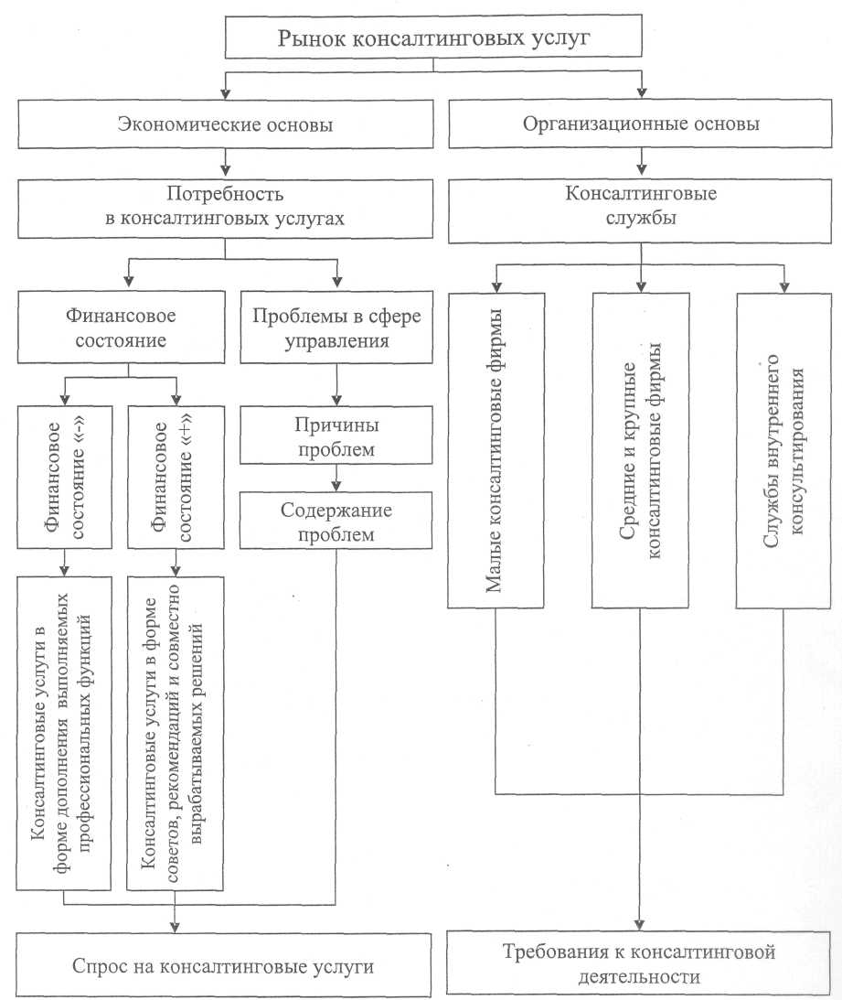 Рынок консалтинговых услуг
Экономические основы
Организационные основы
Потребность
в консалтинговых услугах
Консалтинговые
службы
Финансовое
состояние
Проблемы в сфере
управления
Малые консалтинговые фирмы
Средние и крупные
консалтинговые фирмы
Службы внутреннего
консультирования
Финансовое
состояние «-»
Финансовое
состояние «+»
Причины
проблем
Содержание
проблем
Консалтинговые услуги в
форме дополнения выполняемых
профессиональных функций
Консалтинговые услуги в форме
советов, рекомендаций и совместно
вырабатываемых решений
Спрос на консалтинговые услуги
Требования к консалтинговой
деятельности